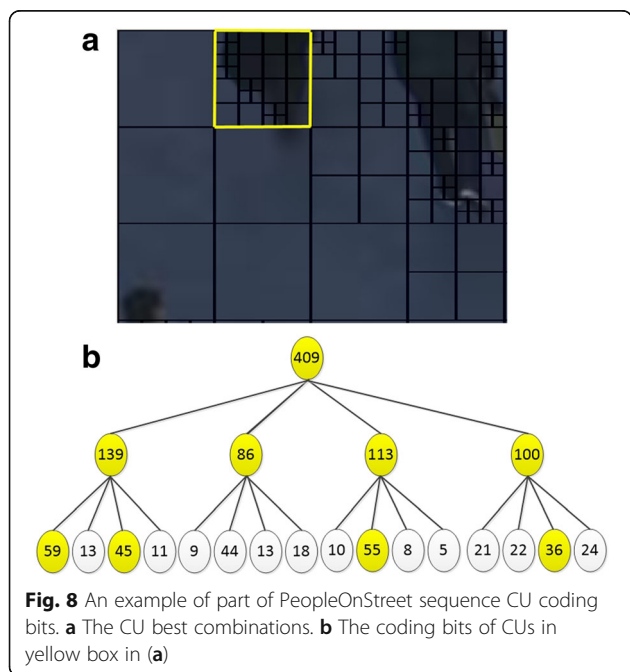 a
b
409
139 86 113 100
59 13 45 11 9 44 13 18 10 55 8 5 21 22 36 24
Fig. 8 An example of part of PeopleOnStreet sequence CU coding
bits. a The CU best combinations. b The coding bits of CUs in
yellow box in (a)